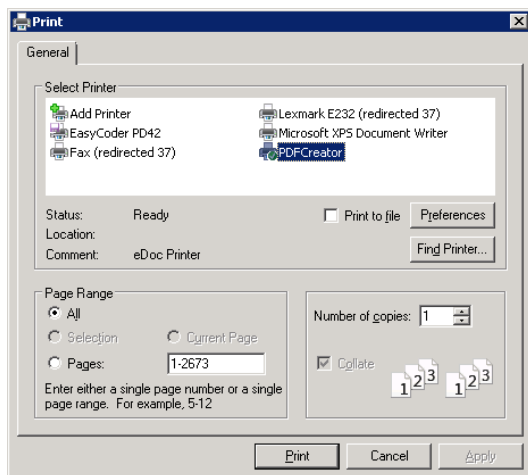 Print
General
Select Printer
Add Printer
Lexmark E232 (redirected 37)
EasyCoder PD42
Microsoft XPS Document Writer
Fax (redirected 37)
PDFCreator
Status: Ready
Print to file
Preferences
Location:
Comment: eDoc Printer
Find Printer...
Page Range
All
Selection
Current Page
Pages: 1-2673
Enter either a single page number or a single
page range. For example, 5-12
Number of copies: 1
Collate
1 2 3 1 2 3
Print Cancel Apply